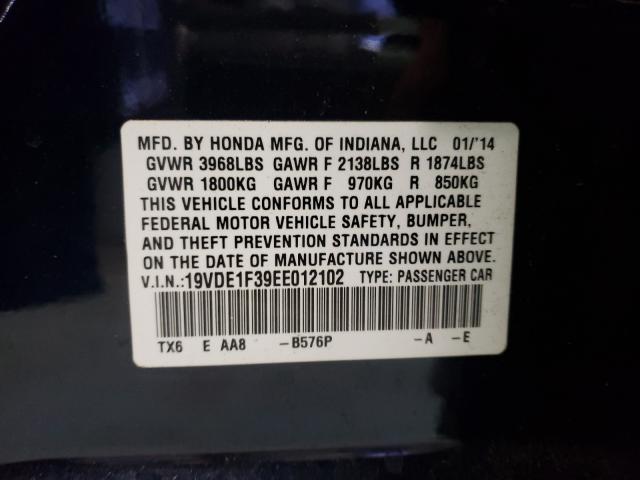 MFD. BY HONDA MFG. OF INDIANA, LLC 01/'14
GVWR 3968LBS GAWR F 2138LBS R 1874LBS
GVWR 1800KG GAWR F 970KG R 850KG
THIS VEHICLE CONFORMS TO ALL APPLICABLE
FEDERAL MOTOR VEHICLE SAFETY, BUMPER,
AND THEFT PREVENTION STANDARDS IN EFFECT
ON THE DATE OF MANUFACTURE SHOWN ABOVE.
V.I.N.:19VDE1F39EE012102 TYPE: PASSENGER CAR
TX6 E AA8 -B576P -A -E